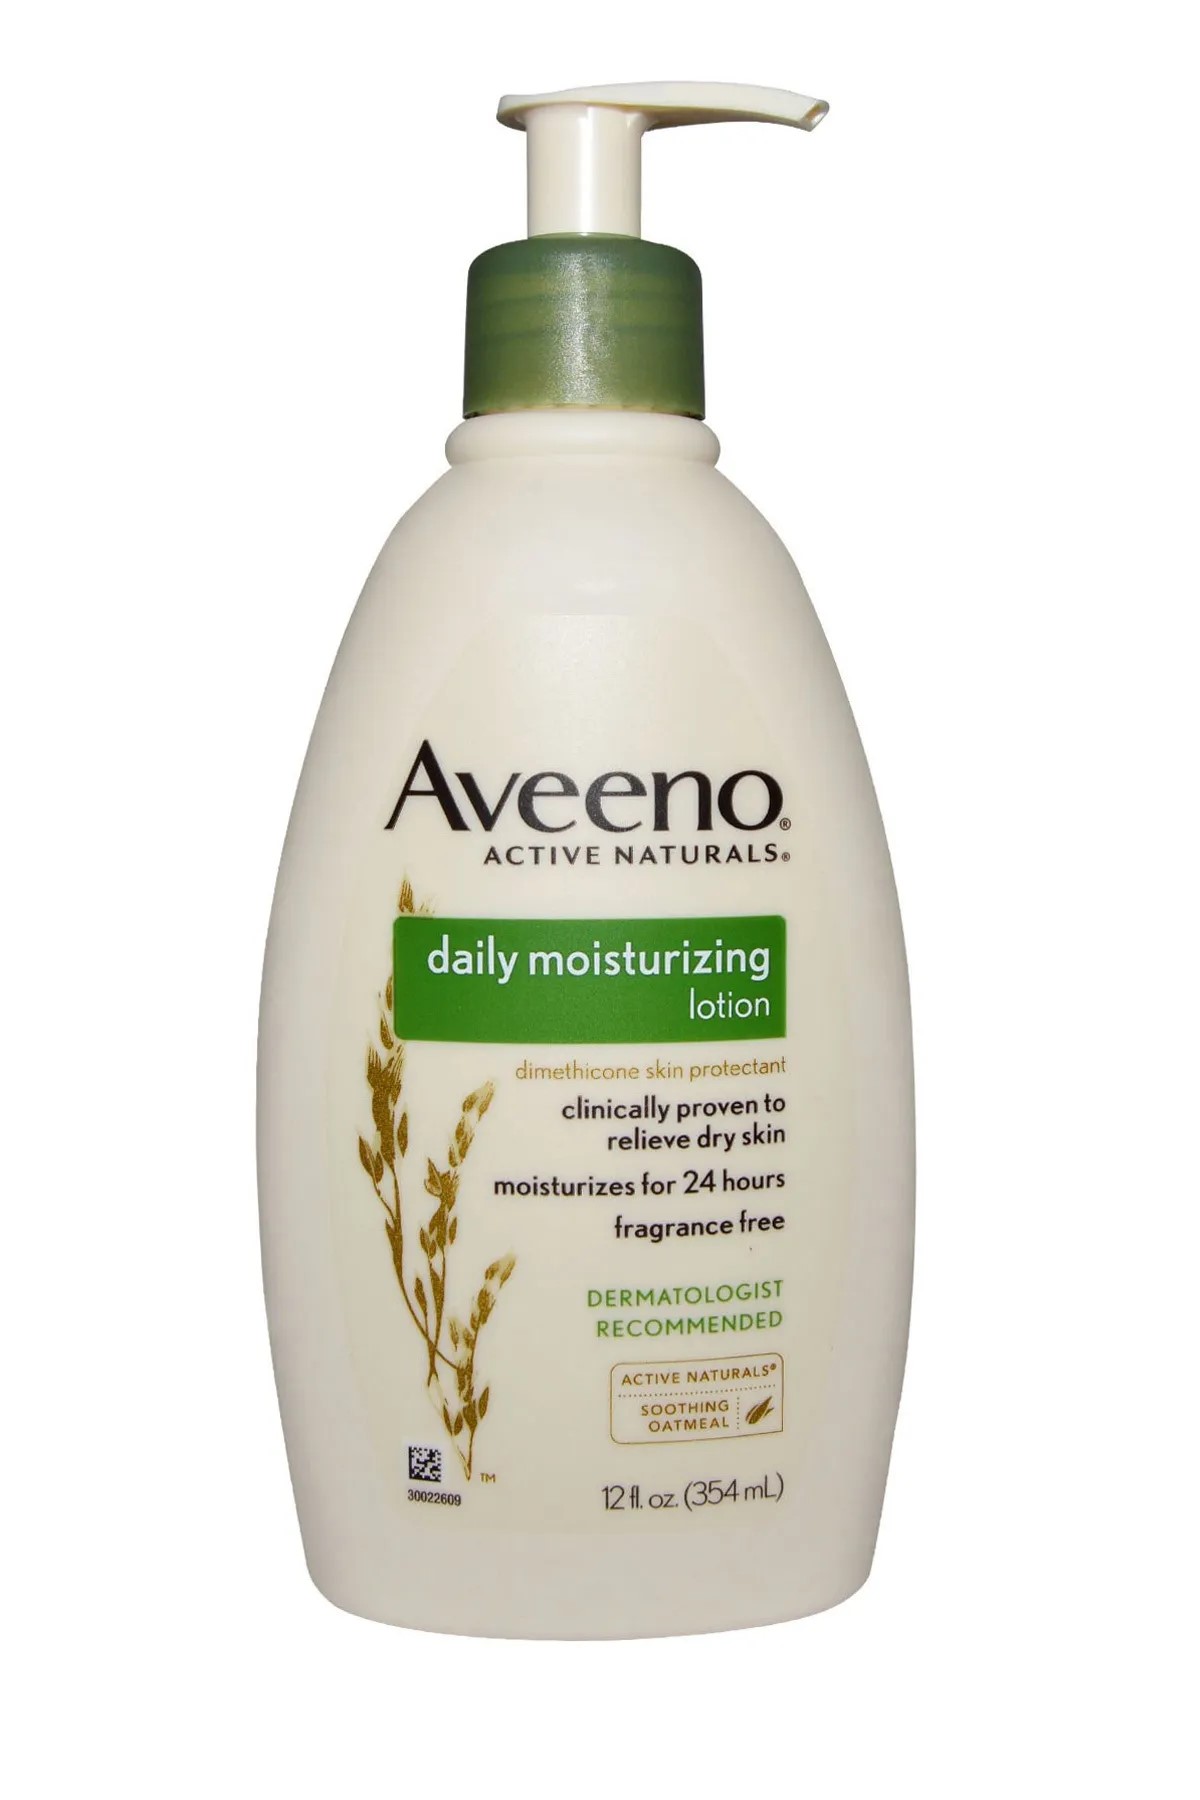 Aveeno®
ACTIVE NATURALS®
daily moisturizing
lotion
dimethicone skin protectant
clinically proven to
relieve dry skin
moisturizes for 24 hours
fragrance free
DERMATOLOGIST
RECOMMENDED
ACTIVE NATURALS®
SOOTHING
OATMEAL
TM
30022609
12 fl. oz. (354 mL)